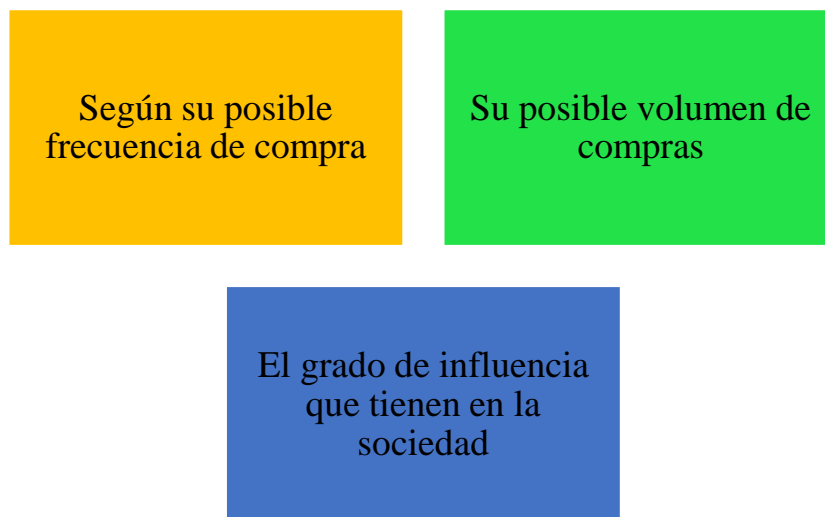 Según su posible
frecuencia de compra
Su posible volumen de
compras
El grado de influencia
que tienen en la
sociedad